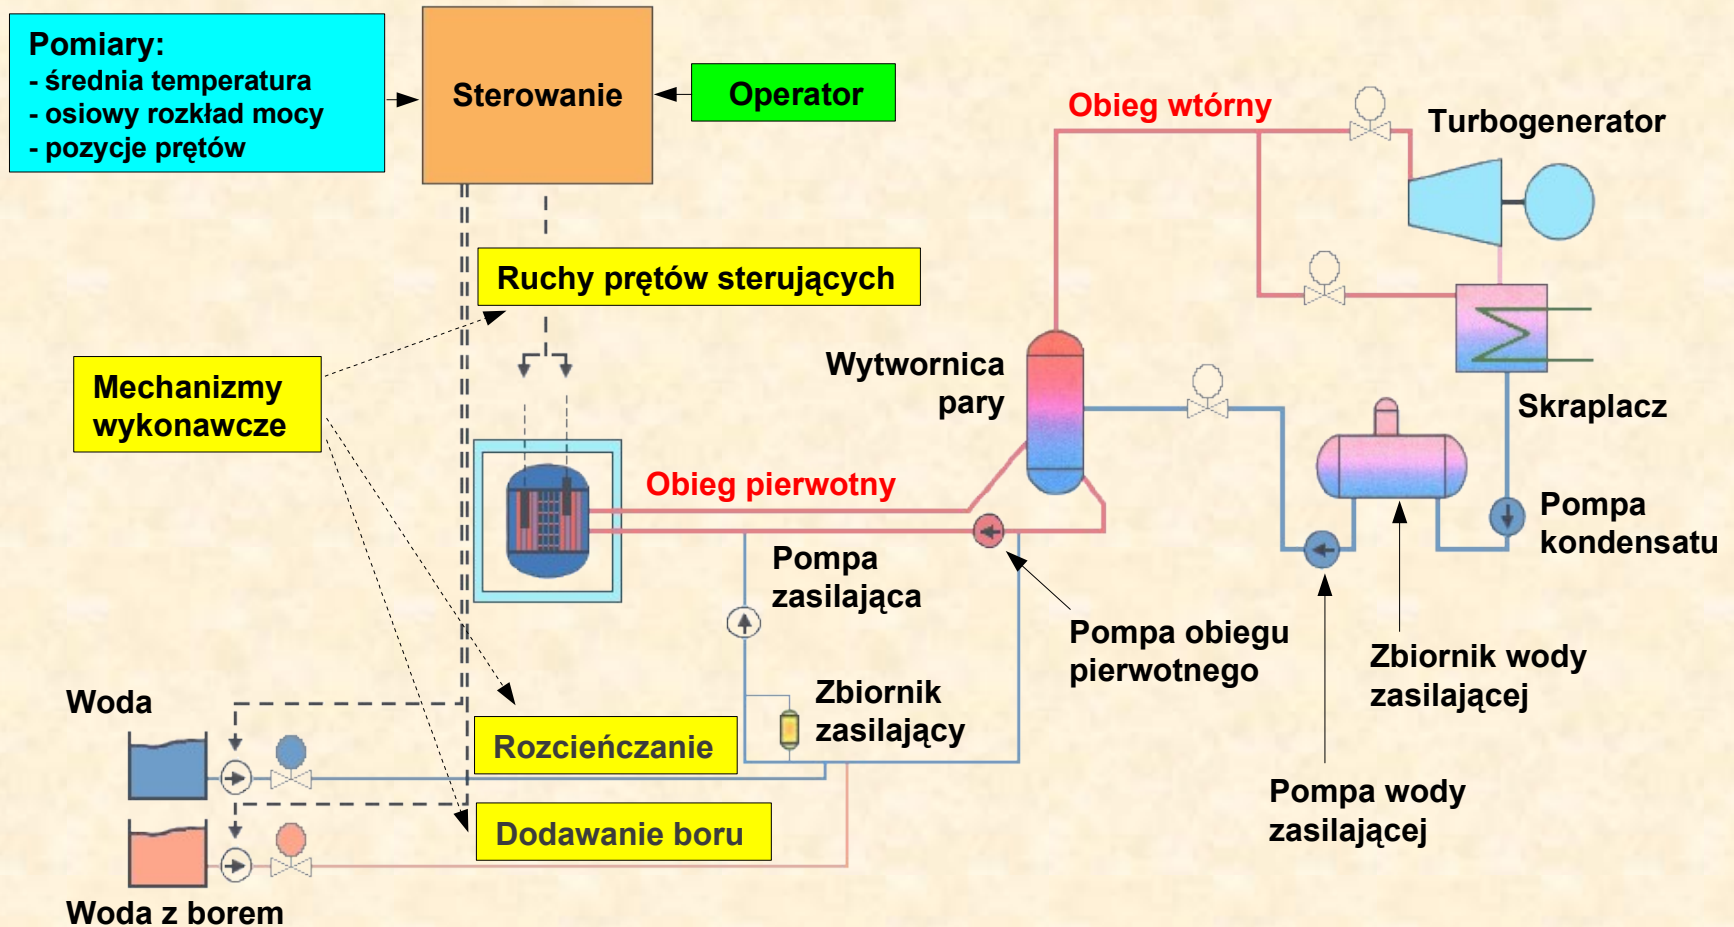 Pomiary:
- średnia temperatura
- osiowy rozkład mocy
- pozycje prętów
Sterowanie
Operator
Obieg wtórny
Turbogenerator
Ruchy prętów sterujących
Mechanizmy
wykonawcze
Wytwornica
pary
Skraplacz
Obieg pierwotny
Pompa
kondensatu
Pompa
zasilająca
Pompa obiegu
pierwotnego
Zbiornik wody
zasilającej
Woda
Zbiornik
zasilający
Rozcieńczanie
Pompa wody
zasilającej
Dodawanie boru
Woda z borem